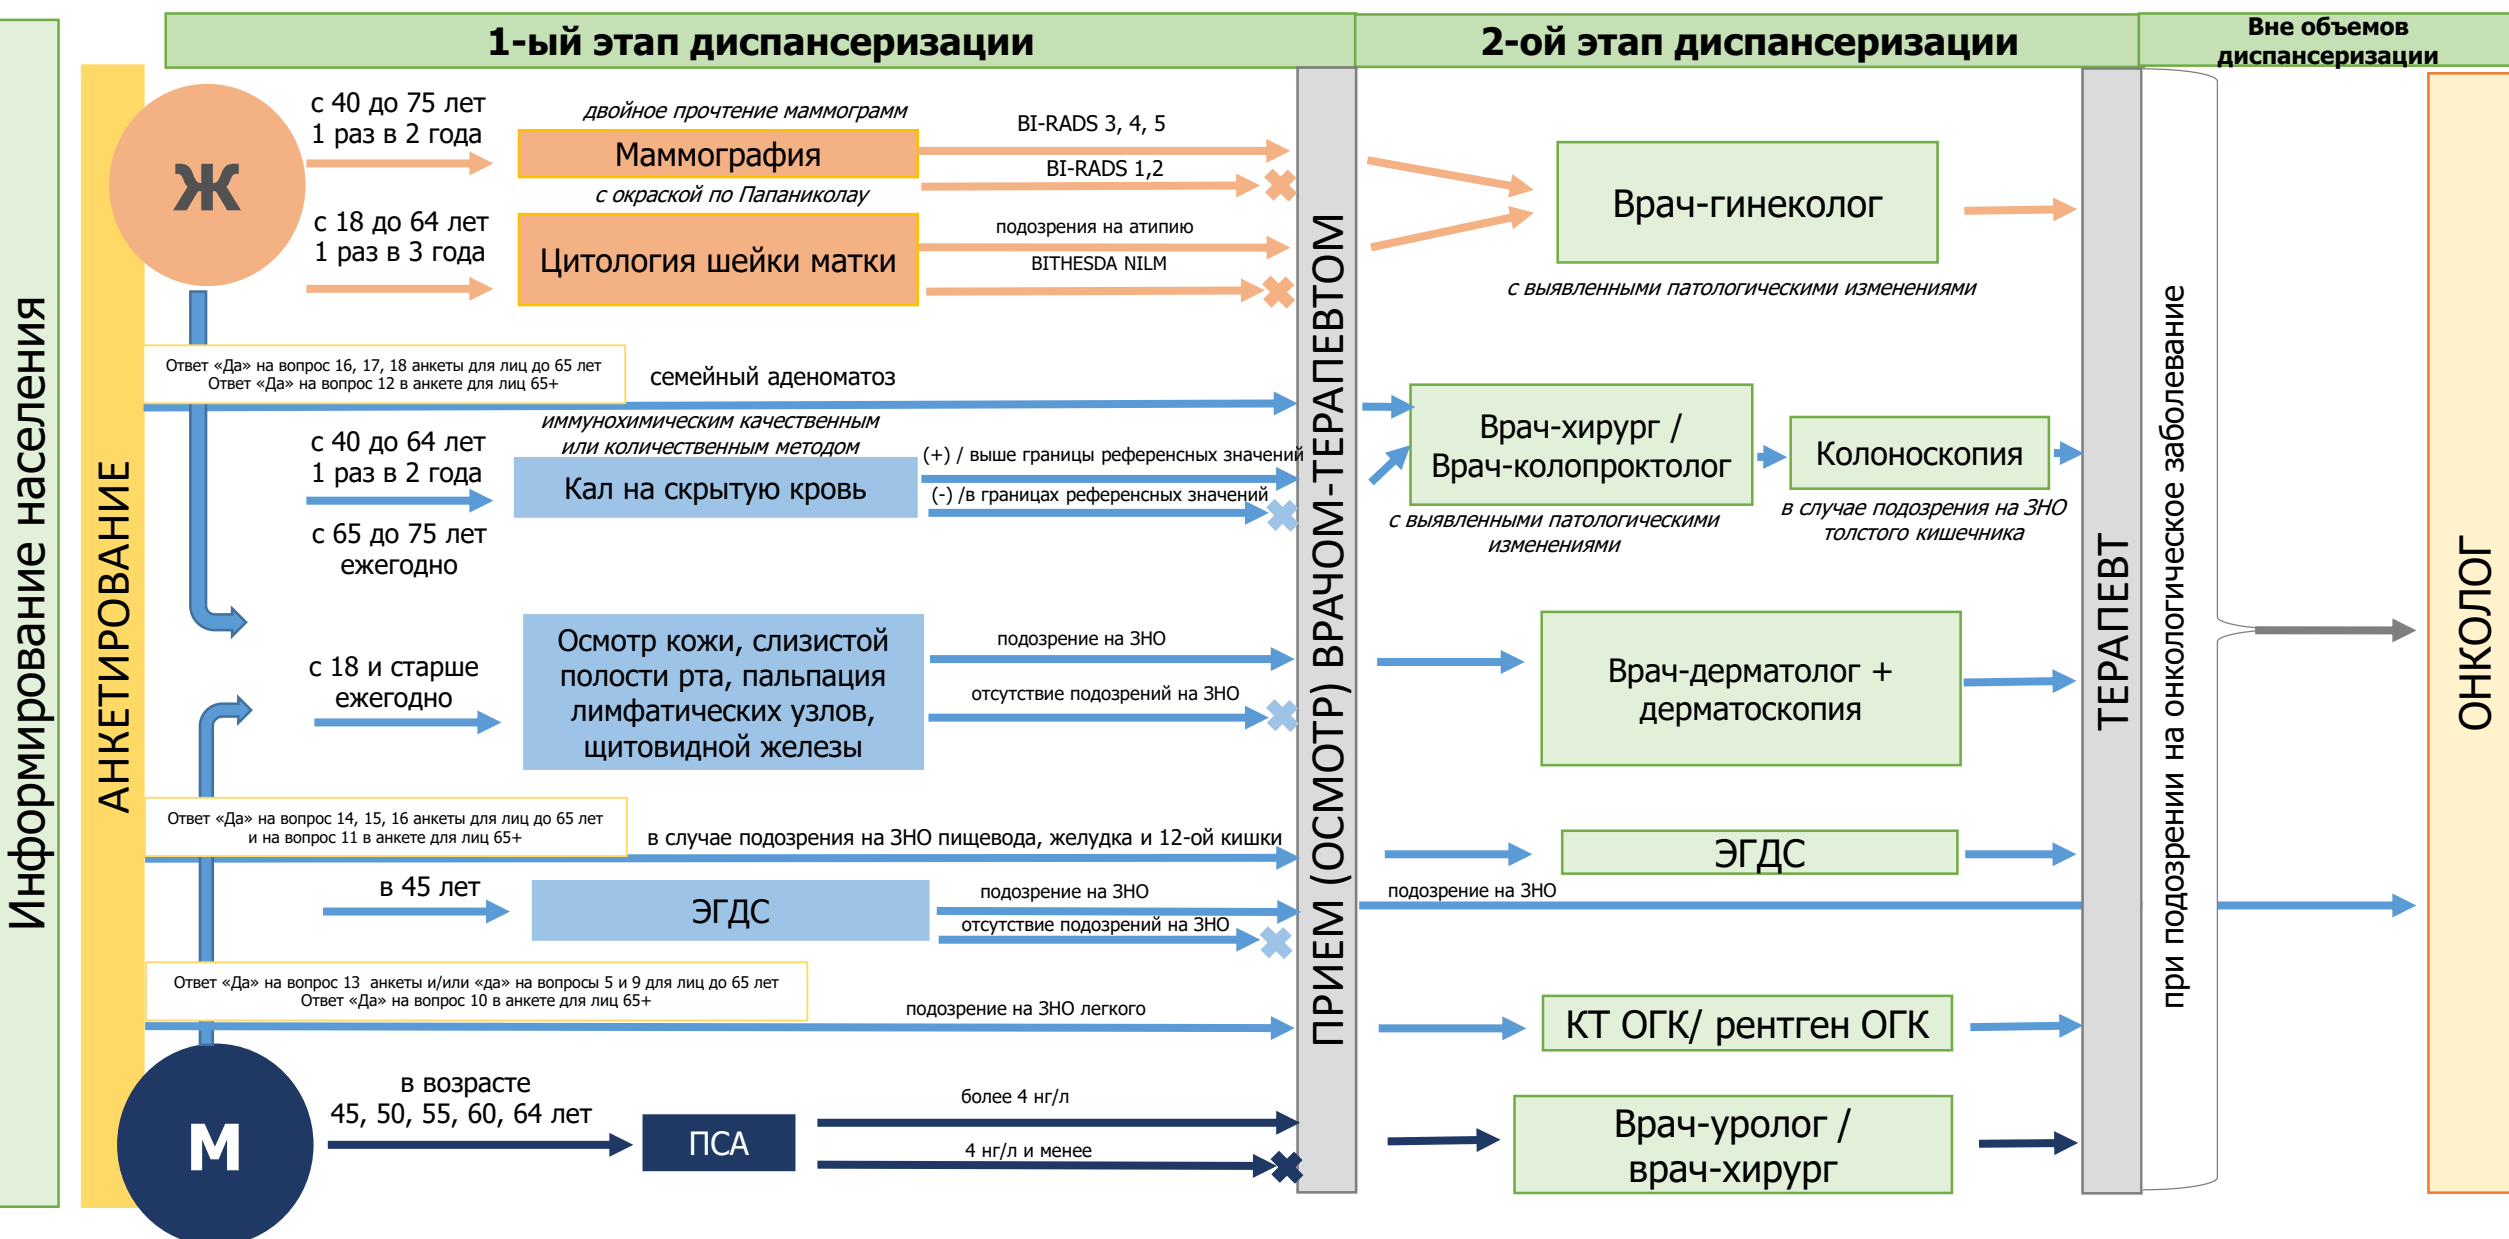 1-ый этап диспансеризации
2-ой этап диспансеризации
Вне объемов
диспансеризации
Информирование населения
АНКЕТИРОВАНИЕ
Ж
с 40 до 75 лет
1 раз в 2 года
двойное прочтение маммограмм
Маммография
BI-RADS 3, 4, 5
BI-RADS 1,2
с 18 до 64 лет
1 раз в 3 года
с окраской по Папаниколау
Цитология шейки матки
подозрения на атипию
BITHESDA NILM
Врач-гинеколог
с выявленными патологическими изменениями
Ответ «Да» на вопрос 16, 17, 18 анкеты для лиц до 65 лет
Ответ «Да» на вопрос 12 в анкете для лиц 65+
семейный аденоматоз
с 40 до 64 лет
1 раз в 2 года
с 65 до 75 лет
ежегодно
иммунохимическим качественным
или количественным методом
Кал на скрытую кровь
(+) / выше границы референсных значений
(-) /в границах референсных значений
Врач-хирург /
Врач-колопроктолог
с выявленными патологическими
изменениями
Колоноскопия
в случае подозрения на ЗНО
толстого кишечника
с 18 и старше
ежегодно
Осмотр кожи, слизистой
полости рта, пальпация
лимфатических узлов,
щитовидной железы
подозрение на ЗНО
отсутствие подозрений на ЗНО
Врач-дерматолог +
дерматоскопия
Ответ «Да» на вопрос 14, 15, 16 анкеты для лиц до 65 лет
и на вопрос 11 в анкете для лиц 65+
в случае подозрения на ЗНО пищевода, желудка и 12-ой кишки
ЭГДС
в 45 лет
ЭГДС
подозрение на ЗНО
отсутствие подозрений на ЗНО
подозрение на ЗНО
Ответ «Да» на вопрос 13 анкеты и/или «да» на вопросы 5 и 9 для лиц до 65 лет
Ответ «Да» на вопрос 10 в анкете для лиц 65+
подозрение на ЗНО легкого
КТ ОГК/ рентген ОГК
М
в возрасте
45, 50, 55, 60, 64 лет
ПСА
более 4 нг/л
4 нг/л и менее
Врач-уролог /
врач-хирург
ПРИЕМ (ОСМОТР) ВРАЧОМ-ТЕРАПЕВТОМ
ТЕРАПЕВТ
при подозрении на онкологическое заболевание
ОНКОЛОГ